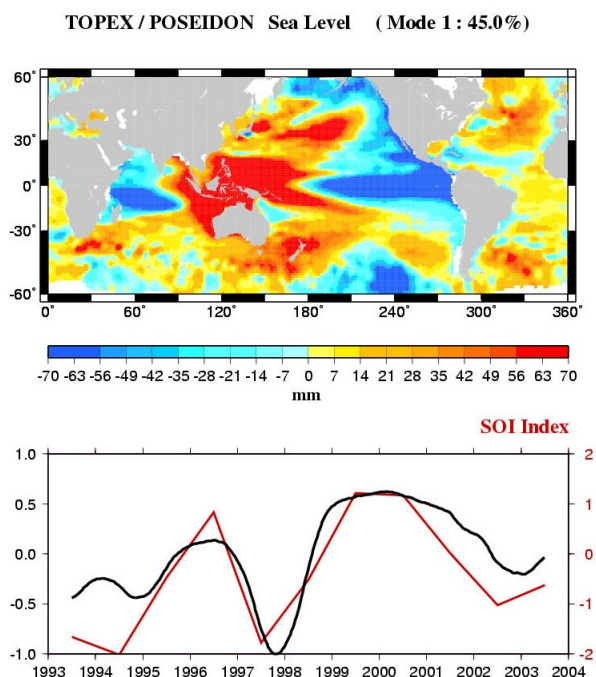 TOPEX / POSEIDON Sea Level ( Mode 1 : 45.0%)
60°
30°
0°
-30°
-60°
0° 60° 120° 180° 240° 300° 360°
-70 -63 -56 -49 -42 -35 -28 -21 -14 -7 0 7 14 21 28 35 42 49 56 63 70
mm
SOI Index
1.0 2
0.5 1
0.0 0
-0.5 -1
-1.0 -2
1993 1994 1995 1996 1997 1998 1999 2000 2001 2002 2003 2004